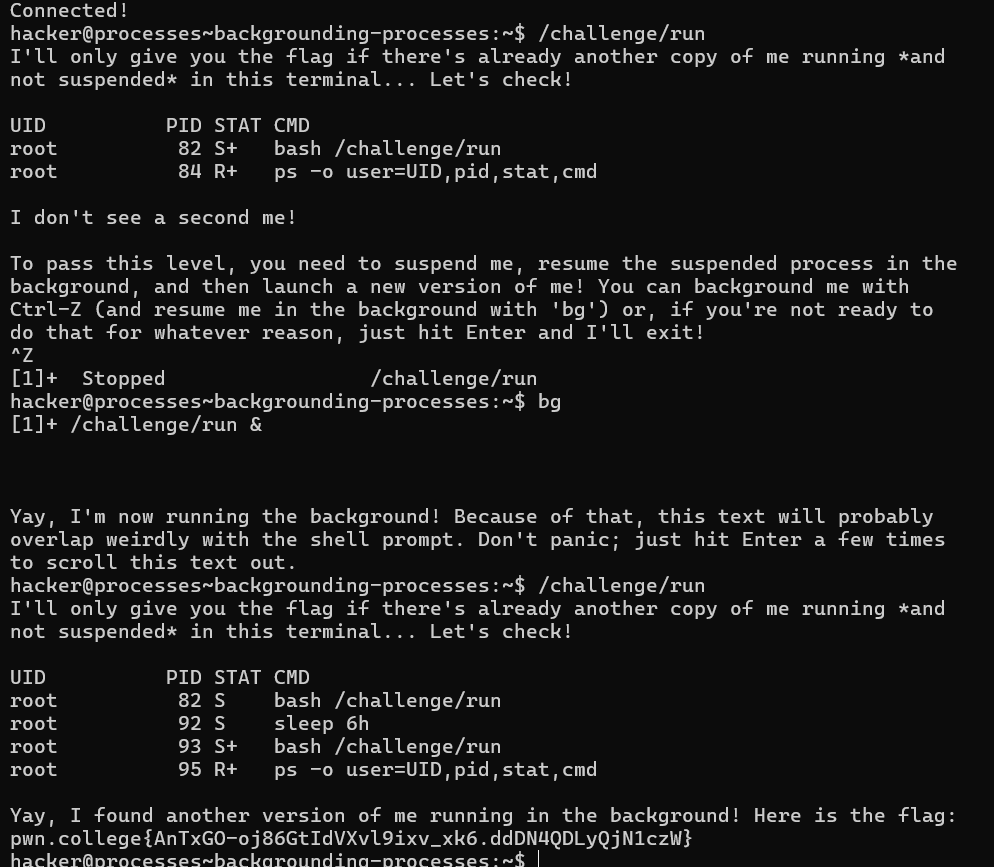 Connected!
hacker@processes~backgrounding-processes:~$ /challenge/run
I'll only give you the flag if there's already another copy of me running *and
not suspended* in this terminal... Let's check!
UID          PID STAT CMD
root          82 S+   bash /challenge/run
root          84 R+   ps -o user=UID,pid,stat,cmd
I don't see a second me!
To pass this level, you need to suspend me, resume the suspended process in the
background, and then launch a new version of me! You can background me with
Ctrl-Z (and resume me in the background with 'bg') or, if you're not ready to
do that for whatever reason, just hit Enter and I'll exit!
^Z
[1]+  Stopped                 /challenge/run
hacker@processes~backgrounding-processes:~$ bg
[1]+ /challenge/run &
Yay, I'm now running the background! Because of that, this text will probably
overlap weirdly with the shell prompt. Don't panic; just hit Enter a few times
to scroll this text out.
hacker@processes~backgrounding-processes:~$ /challenge/run
I'll only give you the flag if there's already another copy of me running *and
not suspended* in this terminal... Let's check!
UID          PID STAT CMD
root          82 S    bash /challenge/run
root          92 S    sleep 6h
root          93 S+   bash /challenge/run
root          95 R+   ps -o user=UID,pid,stat,cmd
Yay, I found another version of me running in the background! Here is the flag:
pwn.college{AnTxGO-oj86GtIdVXvl9ixv_xk6.ddDN4QDLyQjN1czW}
hacker@processes~backgrounding-processes:~$